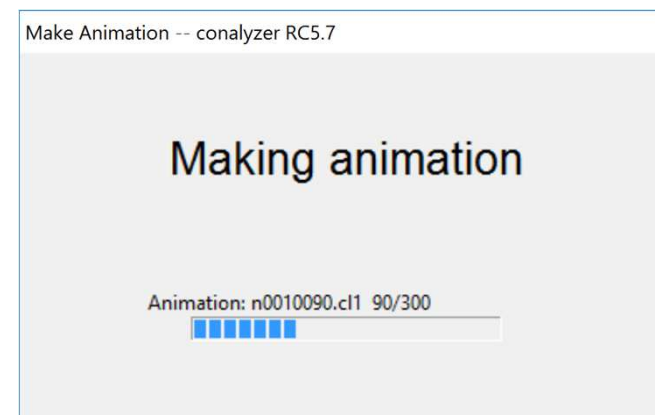 Make Animation -- conalyzer RC5.7
Making animation
Animation: n0010090.cl1 90/300